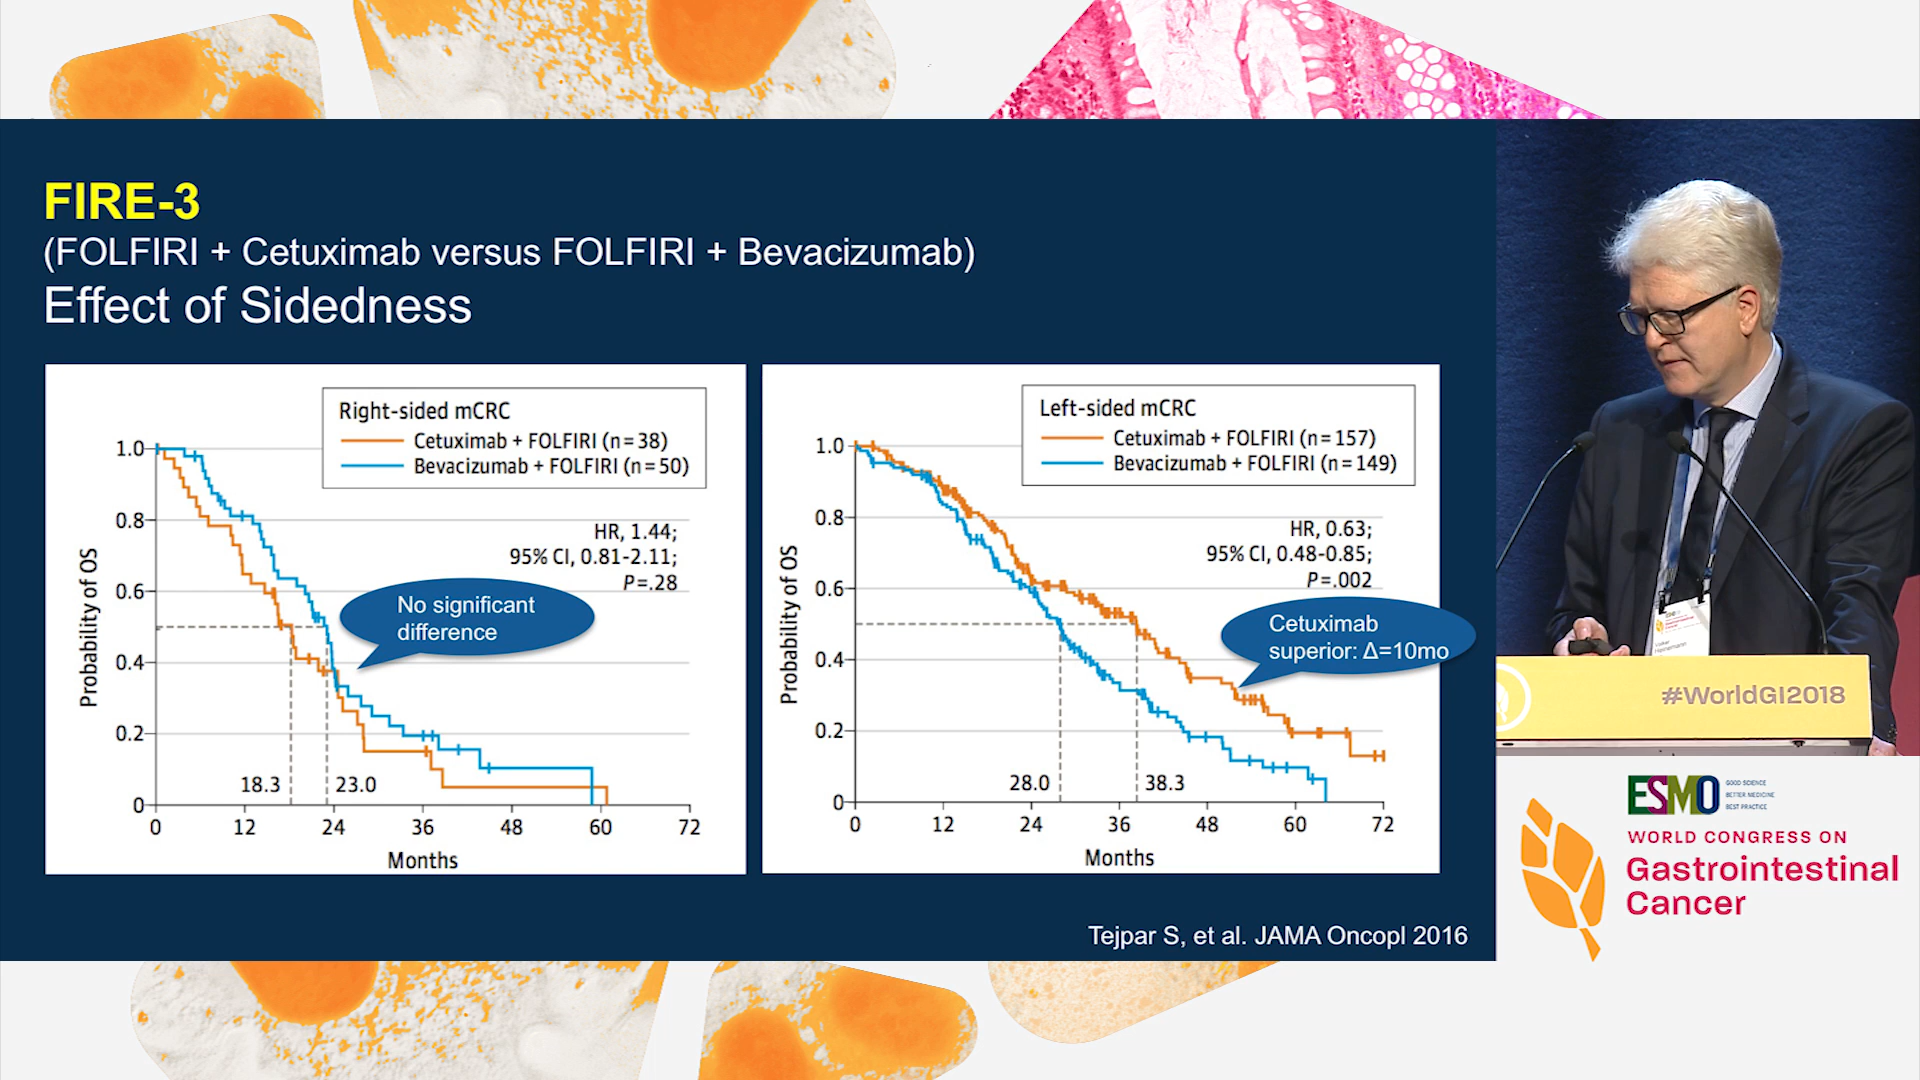 FIRE-3
(FOLFIRI + Cetuximab versus FOLFIRI + Bevacizumab)
Effect of Sidedness
Right-sided mCRC
Cetuximab + FOLFIRI (n=38)
Bevacizumab + FOLFIRI (n=50)
HR, 1.44;
95% CI, 0.81-2.11;
P=.28
No significant
difference
Probability of OS
1.0
0.8
0.6
0.4
0.2
0
18.3
23.0
0 12 24 36 48 60 72
Months
Left-sided mCRC
Cetuximab + FOLFIRI (n=157)
Bevacizumab + FOLFIRI (n=149)
HR, 0.63;
95% CI, 0.48-0.85;
P=.002
Cetuximab
superior: Δ=10mo
Probability of OS
1.0
0.8
0.6
0.4
0.2
0
28.0
38.3
0 12 24 36 48 60 72
Months
Tejpar S, et al. JAMA Oncopl 2016
#WorldGI2018
ESMO
GOOD SCIENCE
BETTER MEDICINE
BEST PRACTICE
WORLD CONGRESS ON
Gastrointestinal
Cancer